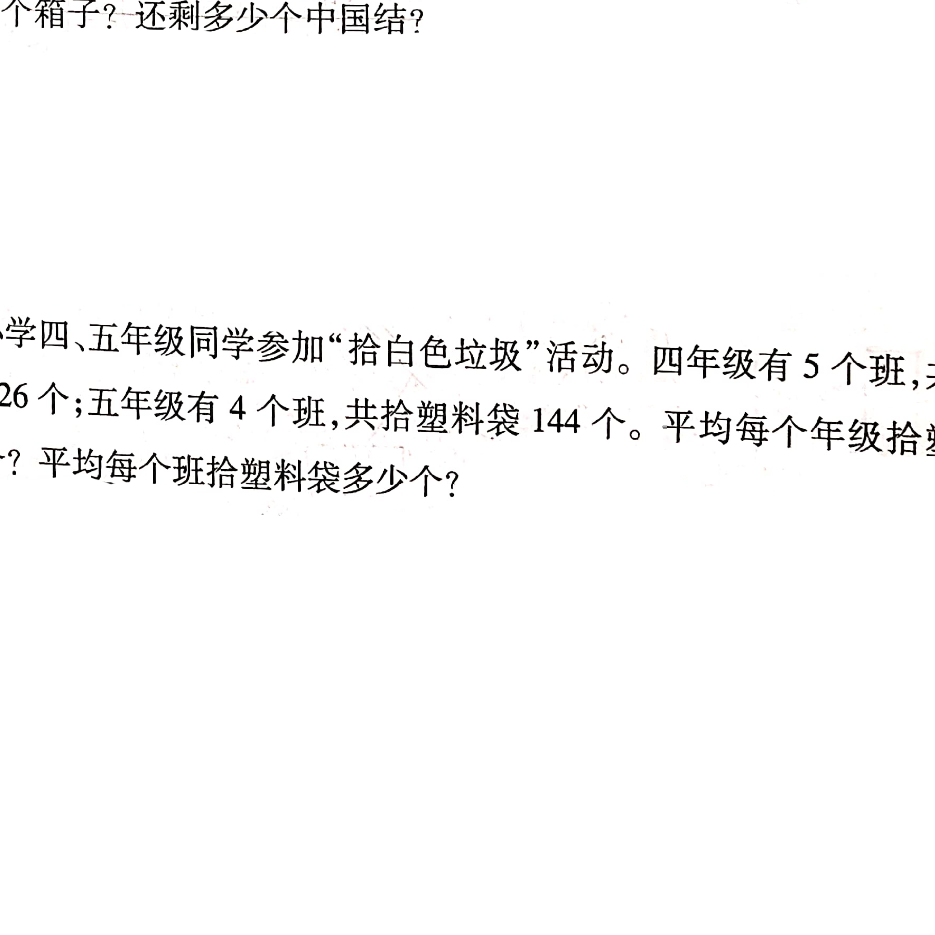 个箱子？还剩多少个中国结？
学四、五年级同学参加“拾白色垃圾”活动。四年级有 5 个班，
26 个；五年级有 4 个班，共拾塑料袋 144 个。平均每个年级拾
？平均每个班拾塑料袋多少个？